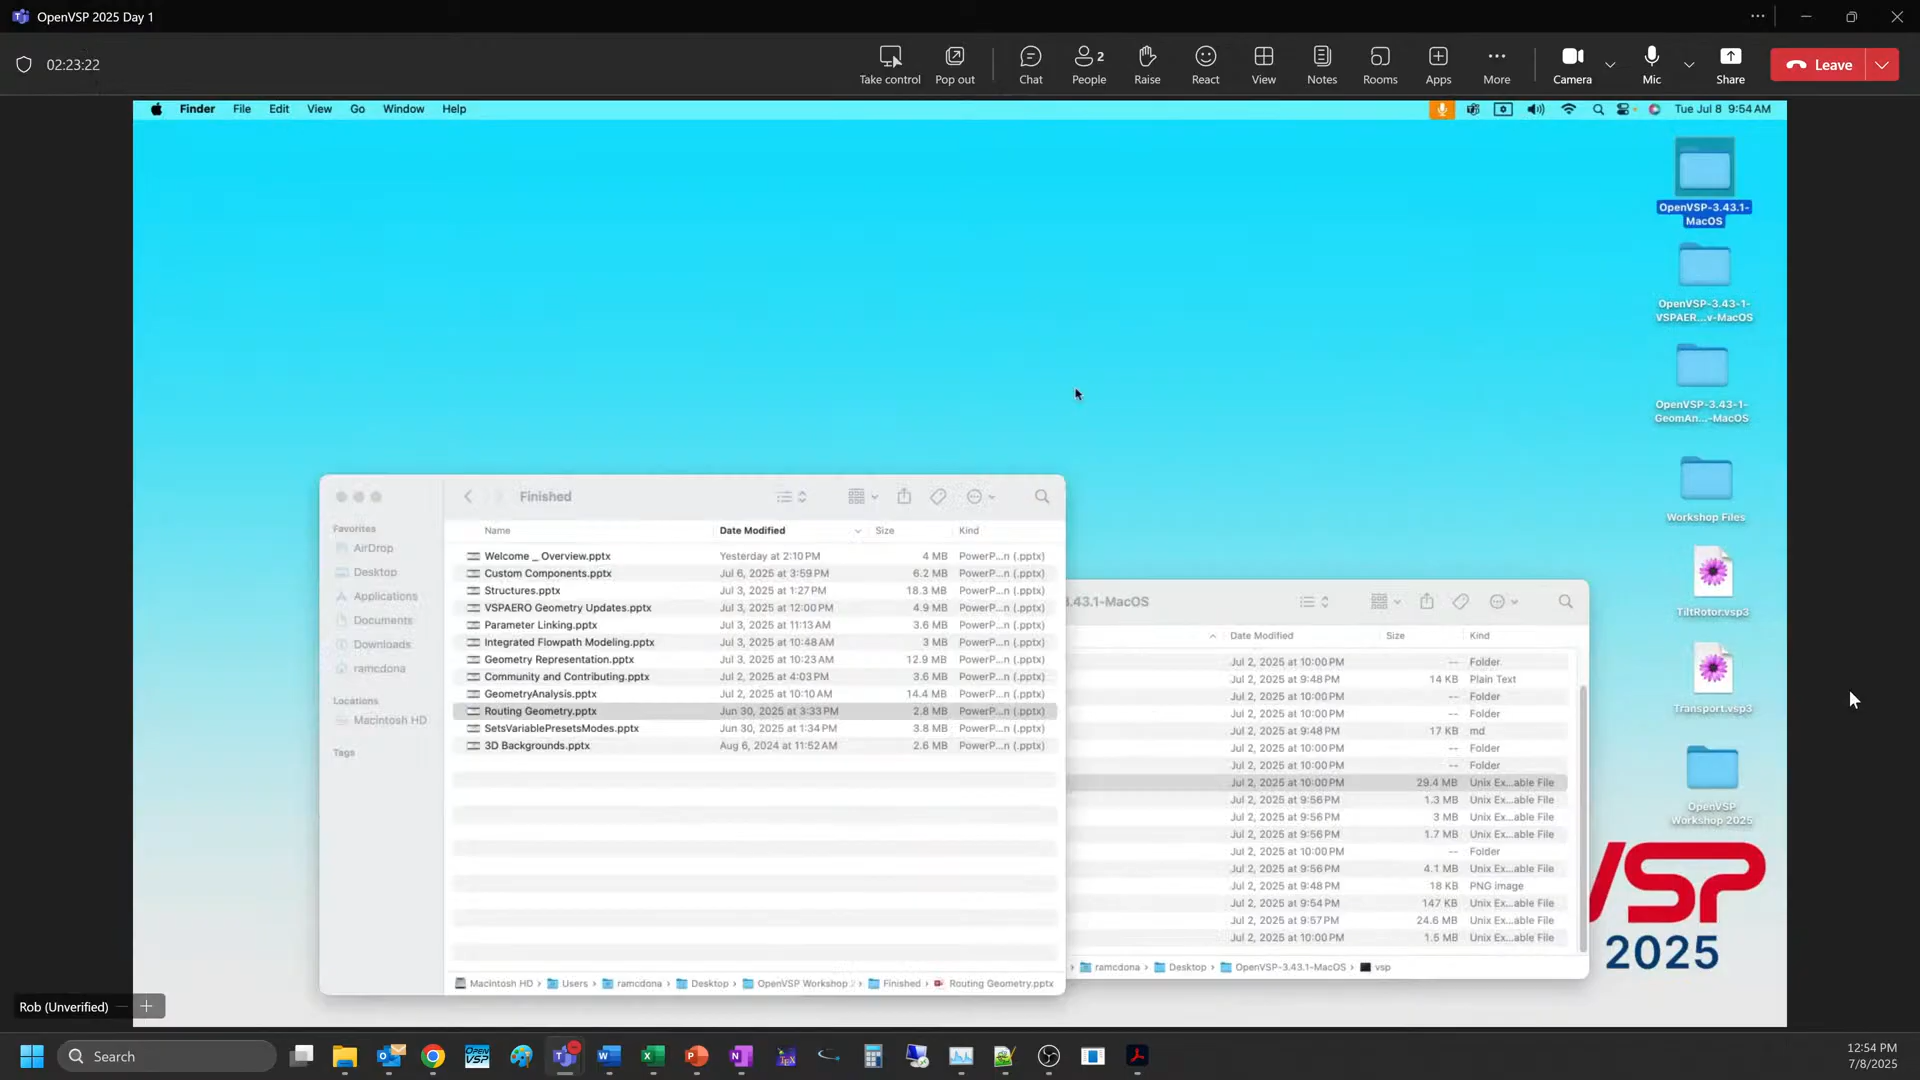 OpenVSP 2025 Day 1
02:23:22
Take control
Pop out
Chat
2
People
Raise
React
View
Notes
Rooms
Apps
More
Camera
Mic
Share
Leave
Finder File Edit View Go Window Help
Tue Jul 8 9:54 AM
OpenVSP-3.43.1-
MacOS
OpenVSP-3.43-1-
VSPAER...v-MacOS
OpenVSP-3.43-1-
GeomAn...-MacOS
Workshop Files
TiltRotor.vsp3
Transport.vsp3
OpenVSP
Workshop 2025
VSP
2025
Finished
Favorites
AirDrop
Desktop
Applications
Documents
Downloads
ramcdona
Locations
Macintosh HD
Tags
Name Date Modified Size Kind
Welcome _ Overview.pptx Yesterday at 2:10 PM 4 MB PowerP...n (.pptx)
Custom Components.pptx Jul 6, 2025 at 3:59 PM 6.2 MB PowerP...n (.pptx)
Structures.pptx Jul 3, 2025 at 1:27 PM 18.3 MB PowerP...n (.pptx)
VSPAERO Geometry Updates.pptx Jul 3, 2025 at 12:00 PM 4.9 MB PowerP...n (.pptx)
Parameter Linking.pptx Jul 3, 2025 at 11:13 AM 3.6 MB PowerP...n (.pptx)
Integrated Flowpath Modeling.pptx Jul 3, 2025 at 10:48 AM 3 MB PowerP...n (.pptx)
Geometry Representation.pptx Jul 3, 2025 at 10:23 AM 12.9 MB PowerP...n (.pptx)
Community and Contributing.pptx Jul 2, 2025 at 4:03 PM 3.6 MB PowerP...n (.pptx)
GeometryAnalysis.pptx Jul 2, 2025 at 10:10 AM 14.4 MB PowerP...n (.pptx)
Routing Geometry.pptx Jun 30, 2025 at 3:33 PM 2.8 MB PowerP...n (.pptx)
SetsVariablePresetsModes.pptx Jun 30, 2025 at 1:34 PM 3.8 MB PowerP...n (.pptx)
3D Backgrounds.pptx Aug 6, 2024 at 11:52 AM 2.6 MB PowerP...n (.pptx)
Macintosh HD › Users › ramcdona › Desktop › OpenVSP Workshop › Finished › Routing Geometry.pptx
.43.1-MacOS
Date Modified Size Kind
Jul 2, 2025 at 10:00 PM -- Folder
Jul 2, 2025 at 9:48 PM 14 KB Plain Text
Jul 2, 2025 at 10:00 PM -- Folder
Jul 2, 2025 at 10:00 PM -- Folder
Jul 2, 2025 at 9:48 PM 17 KB md
Jul 2, 2025 at 10:00 PM -- Folder
Jul 2, 2025 at 10:00 PM -- Folder
Jul 2, 2025 at 10:00 PM 29.4 MB Unix Ex...able File
Jul 2, 2025 at 9:56 PM 1.3 MB Unix Ex...able File
Jul 2, 2025 at 9:56 PM 3 MB Unix Ex...able File
Jul 2, 2025 at 9:56 PM 1.7 MB Unix Ex...able File
Jul 2, 2025 at 10:00 PM -- Folder
Jul 2, 2025 at 9:56 PM 4.1 MB Unix Ex...able File
Jul 2, 2025 at 9:48 PM 18 KB PNG image
Jul 2, 2025 at 9:54 PM 147 KB Unix Ex...able File
Jul 2, 2025 at 9:57 PM 24.6 MB Unix Ex...able File
Jul 2, 2025 at 10:00 PM 1.5 MB Unix Ex...able File
› ramcdona › Desktop › OpenVSP-3.43.1-MacOS › vsp
Rob (Unverified)
Search
OPEN
VSP
12:54 PM
7/8/2025